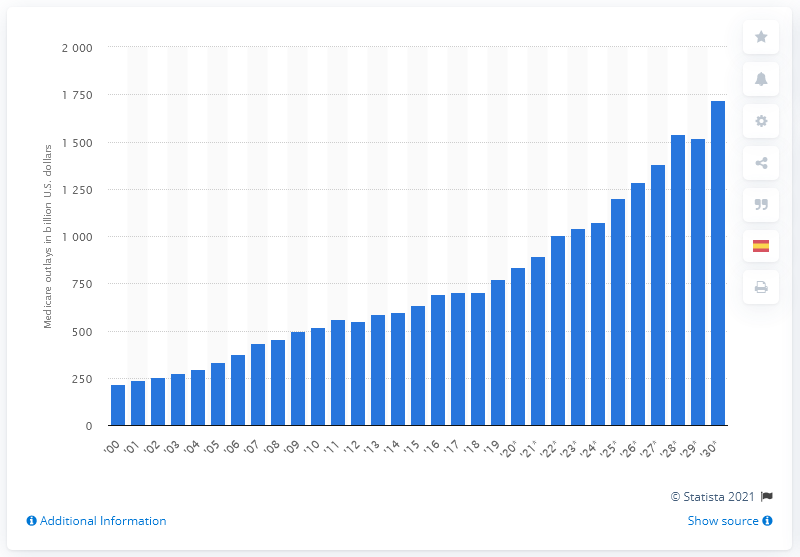 2 000
1 750
1 500
1 250
1 000
750
500
250
0
Medicare outlays in billion U.S. dollars
'00 '01 '02 '03 '04 '05 '06 '07 '08 '09 '10 '11 '12 '13 '14 '15 '16 '17 '18 '19 '20* '21* '22* '23* '24* '25* '26* '27* '28* '29* '30*
© Statista 2021
Additional Information
Show source